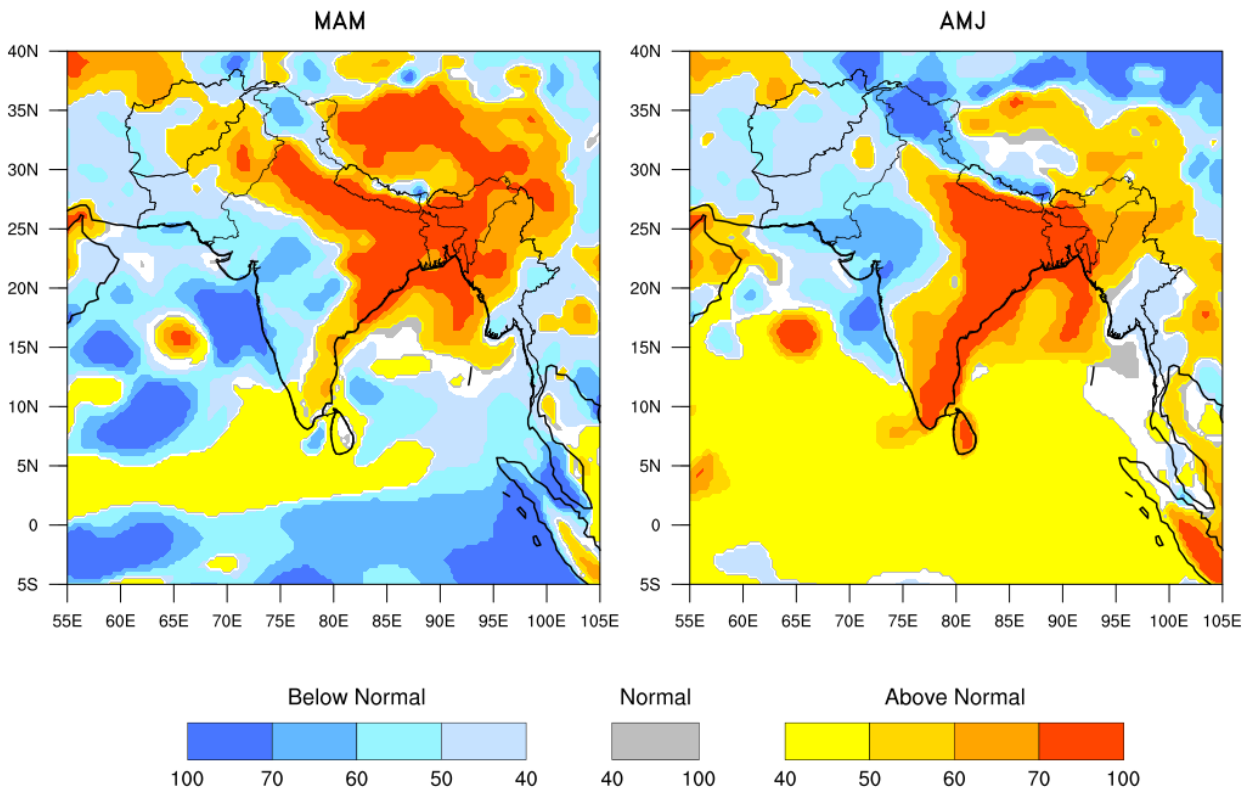 MAM AMJ
40N 40N
35N 35N
30N 30N
25N 25N
20N 20N
15N 15N
10N 10N
5N 5N
0 0
5S 5S
55E 60E 65E 70E 75E 80E 85E 90E 95E 100E 105E 55E 60E 65E 70E 75E 80E 85E 90E 95E 100E 105E
Below Normal Normal Above Normal
100 70 60 50 40 40 100 40 50 60 70 100